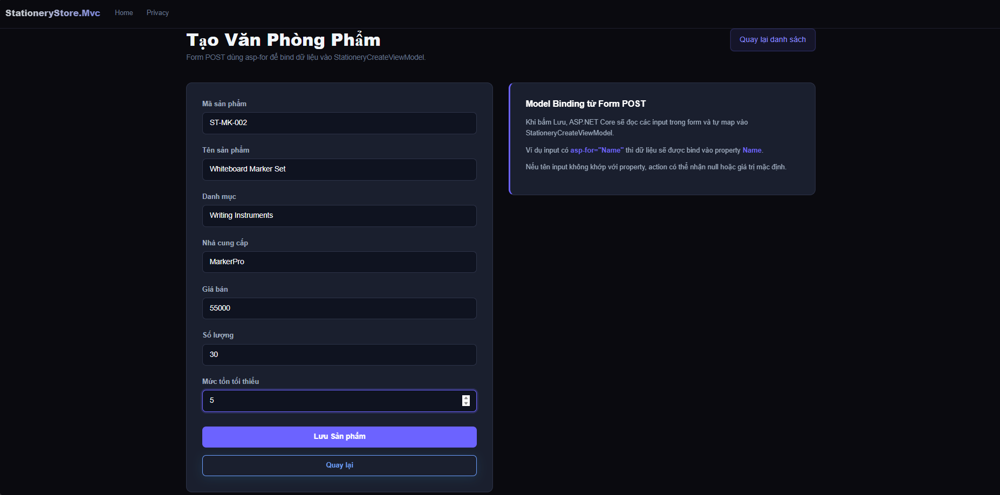 StationeryStore.Mvc Home Privacy
Tạo Văn Phòng Phẩm
Quay lại danh sách
Form POST dùng asp-for để bind dữ liệu vào StationeryCreateViewModel.
Mã sản phẩm
ST-MK-002
Tên sản phẩm
Whiteboard Marker Set
Danh mục
Writing Instruments
Nhà cung cấp
MarkerPro
Giá bán
55000
Số lượng
30
Mức tồn tối thiểu
5
Lưu Sản phẩm
Quay lại
Model Binding từ Form POST
Khi bấm Lưu, ASP.NET Core sẽ đọc các input trong form và tự map vào
StationeryCreateViewModel.
Ví dụ input có asp-for="Name" thì dữ liệu sẽ được bind vào property Name.
Nếu tên input không khớp với property, action có thể nhận null hoặc giá trị mặc định.